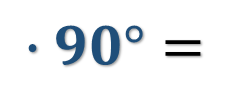 · 90° =